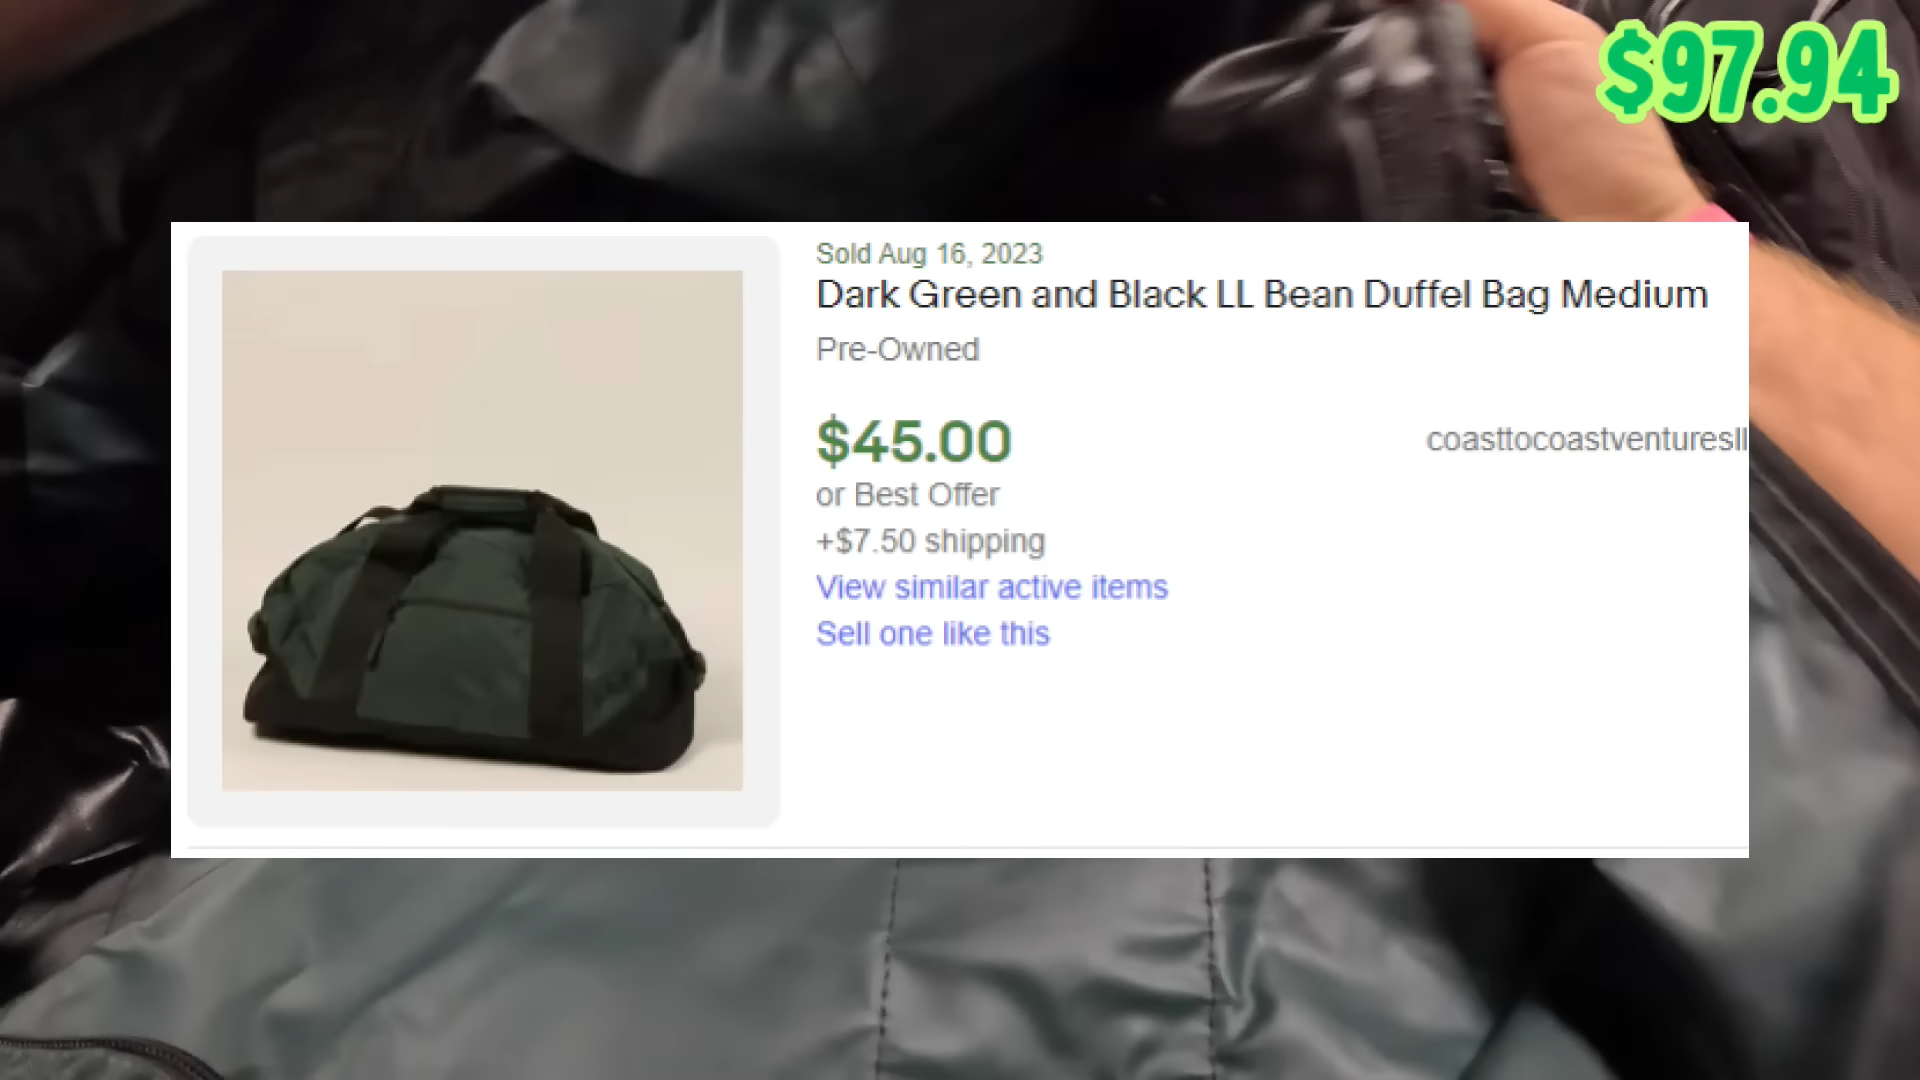 $97.94
Sold Aug 16, 2023
Dark Green and Black LL Bean Duffel Bag Medium
Pre-Owned
$45.00
coasttocoastventuresll
or Best Offer
+$7.50 shipping
View similar active items
Sell one like this